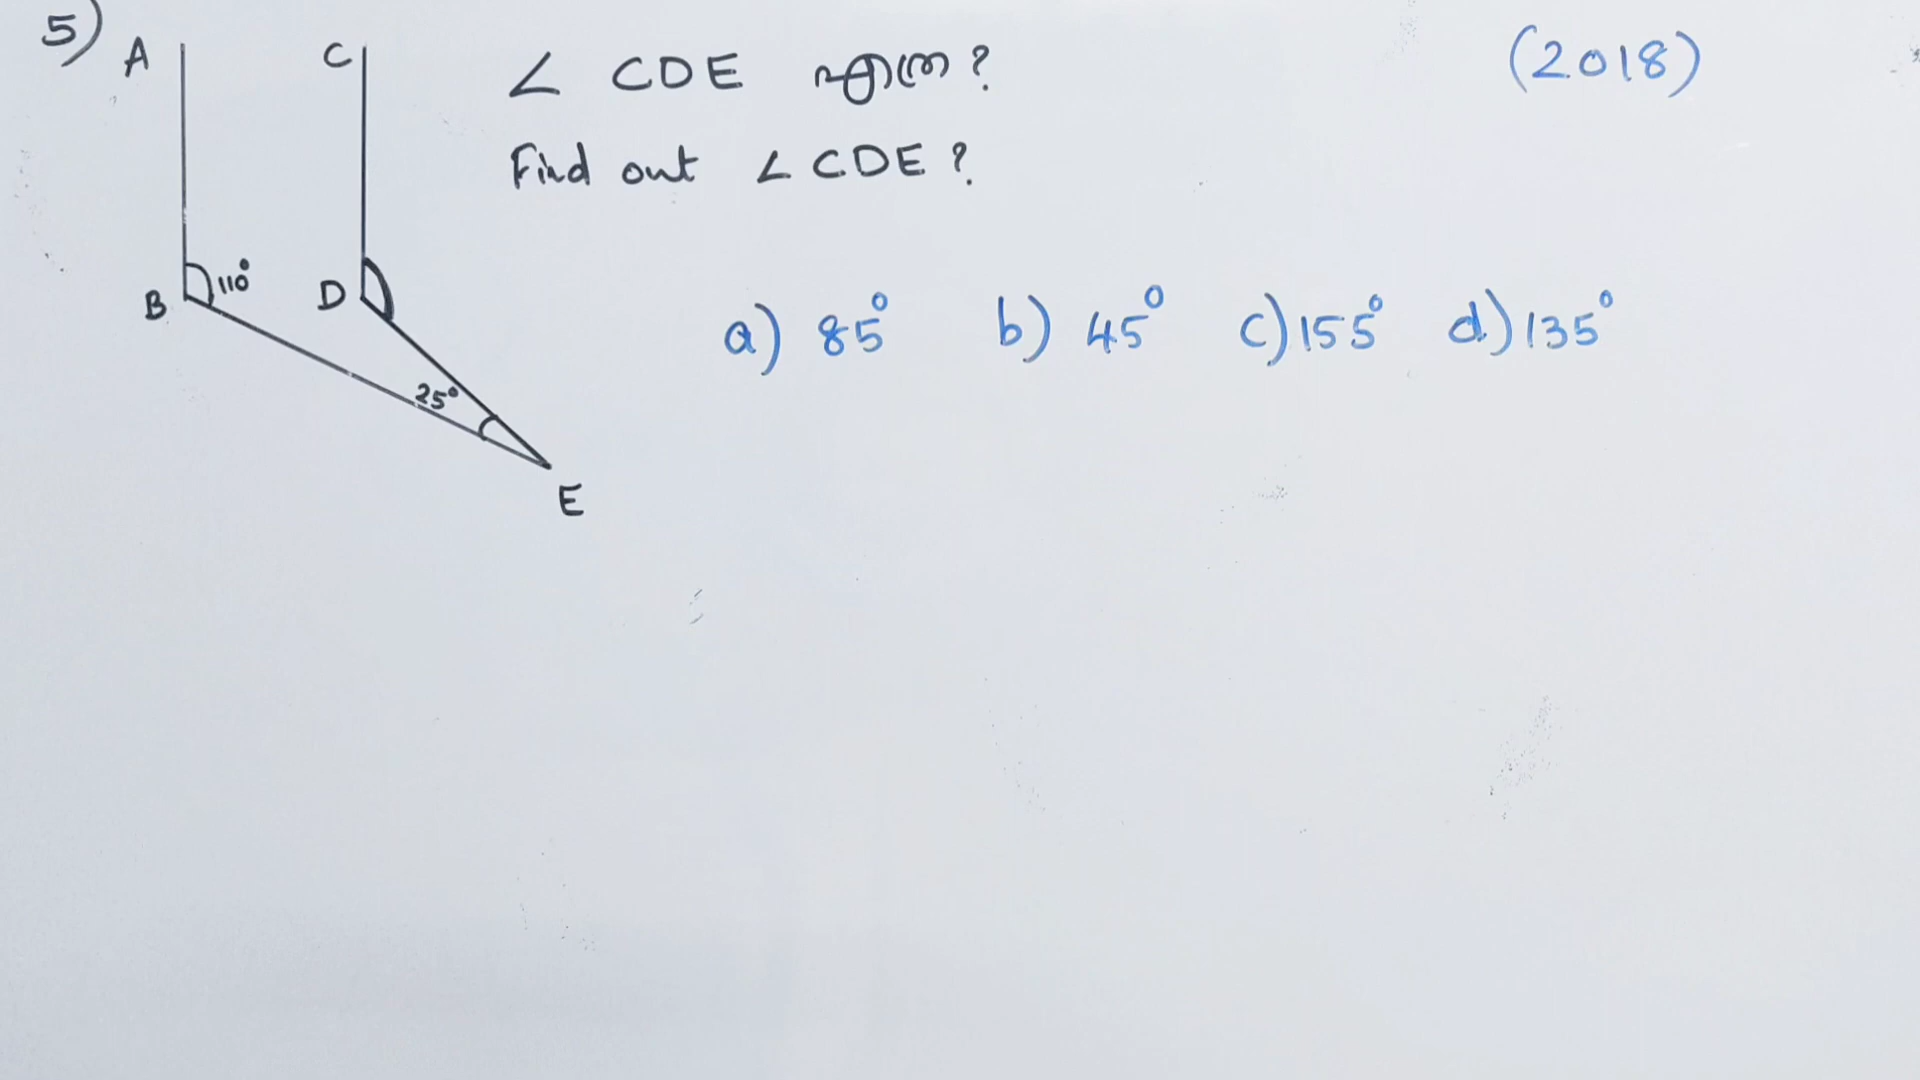 5)
A
C
∠ CDE എത്ര?
(2018)
Find out ∠CDE?
B
110°
D
a) 85° b) 45° c) 155° d) 135°
25°
E